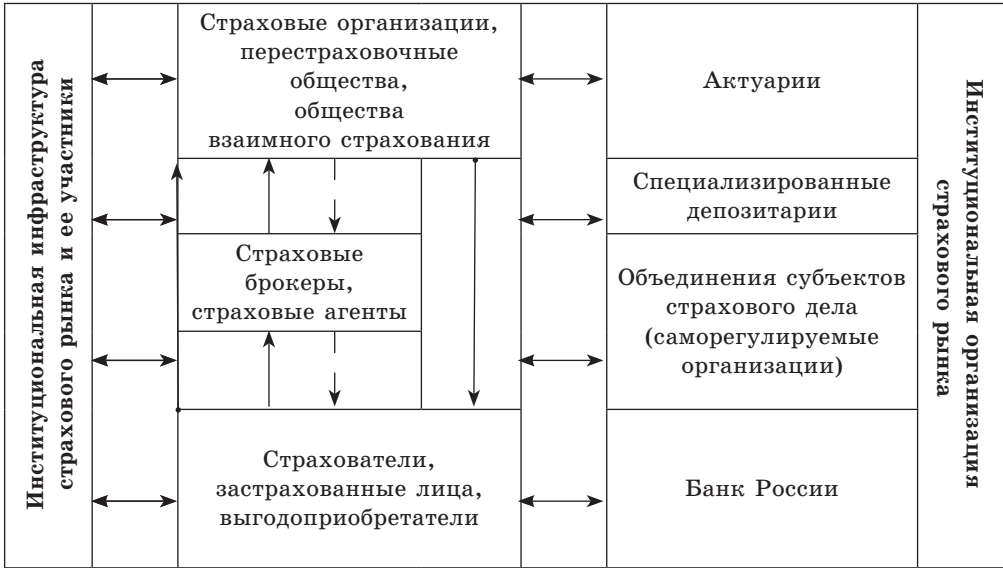 Институциональная инфраструктура
страхового рынка и ее участники
Страховые организации,
перестраховочные
общества,
общества
взаимного страхования
Страховые
брокеры,
страховые агенты
Страхователи,
застрахованные лица,
выгодоприобретатели
Актуарии
Специализированные
депозитарии
Объединения субъектов
страхового дела
(саморегулируемые
организации)
Банк России
Институциональная организация
страхового рынка